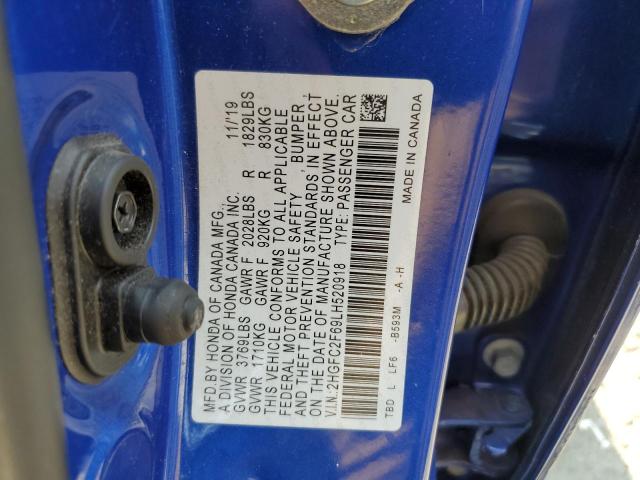 MFD.BY HONDA OF CANADA MFG., 11/'19
A DIVISION OF HONDA CANADA INC.
GVWR 3769LBS GAWR F 2028LBS R 1829LBS
GVWR 1710KG GAWR F 920KG R 830KG
THIS VEHICLE CONFORMS TO ALL APPLICABLE
FEDERAL MOTOR VEHICLE SAFETY, BUMPER,
AND THEFT PREVENTION STANDARDS IN EFFECT
ON THE DATE OF MANUFACTURE SHOWN ABOVE.
V.I.N.:2HGFC2F69LH520918 TYPE: PASSENGER CAR
TBD L LF6 -B593M -A -H MADE IN CANADA